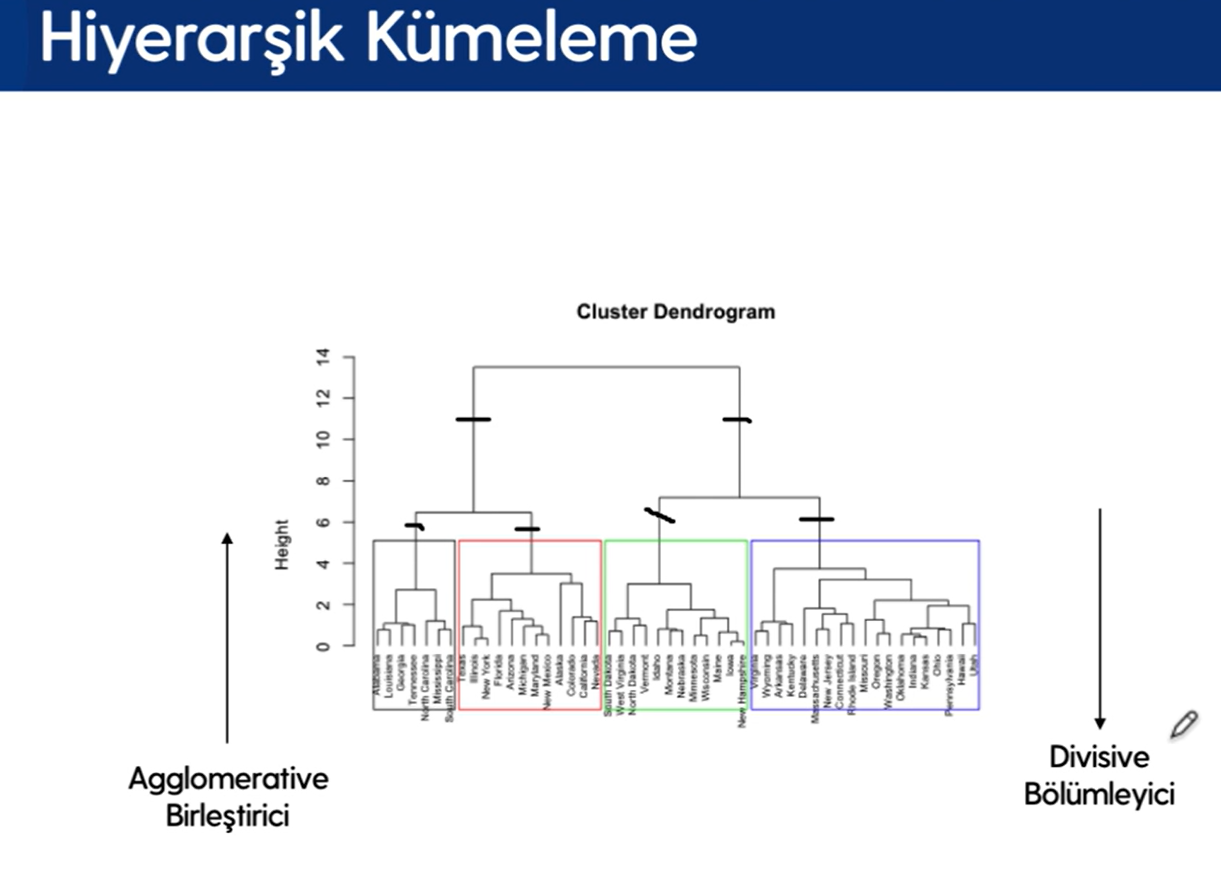 Hiyerarşik Kümeleme
Cluster Dendrogram
Height
14
12
10
8
6
4
2
0
Alabama
Louisiana
Georgia
Tennessee
North Carolina
Mississippi
South Carolina
Texas
Illinois
New York
Florida
Arizona
Michigan
Maryland
New Mexico
Alaska
Colorado
California
Nevada
South Dakota
West Virginia
North Dakota
Vermont
Idaho
Montana
Nebraska
Minnesota
Wisconsin
Maine
Iowa
New Hampshire
Virginia
Wyoming
Arkansas
Kentucky
Delaware
Massachusetts
New Jersey
Connecticut
Rhode Island
Missouri
Oregon
Washington
Oklahoma
Indiana
Kansas
Ohio
Pennsylvania
Hawaii
Utah
Agglomerative
Birleştirici
Divisive
Bölümleyici